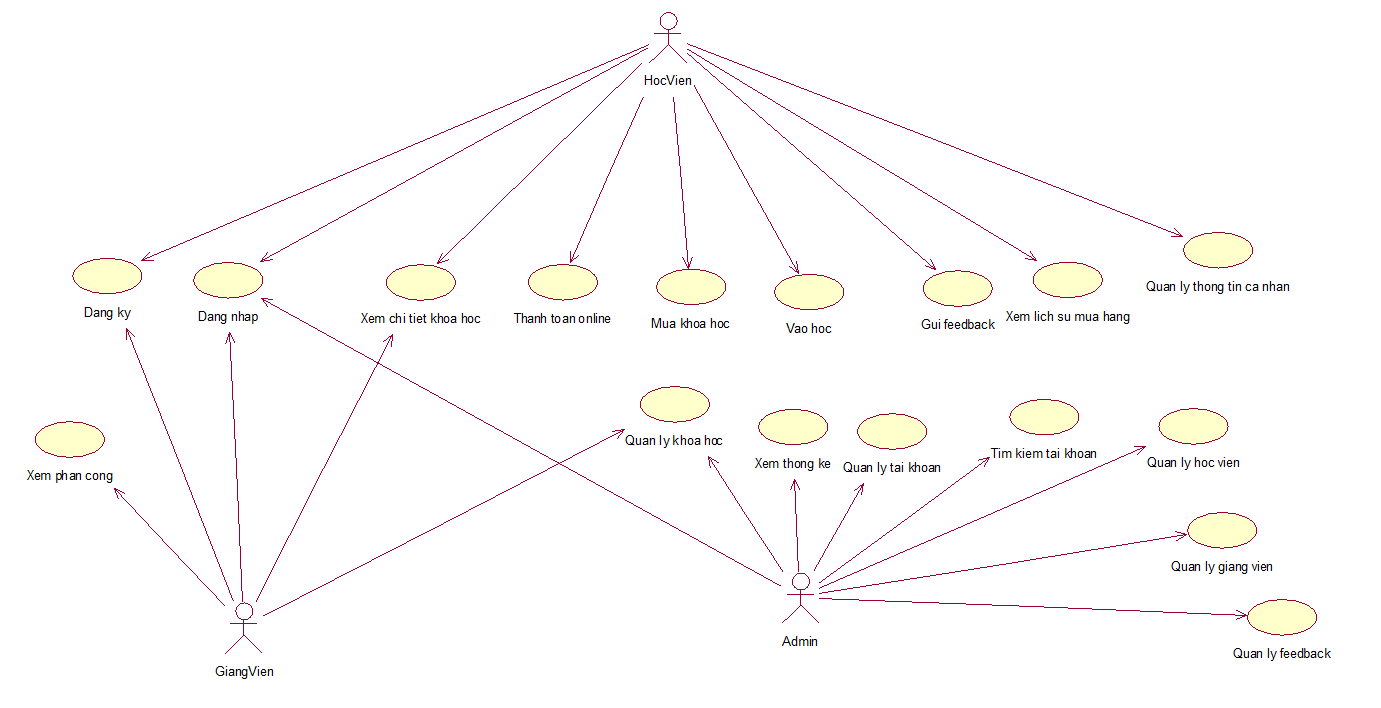 HocVien
Dang ky
Dang nhap
Xem chi tiet khoa hoc
Thanh toan online
Mua khoa hoc
Vao hoc
Gui feedback
Xem lich su mua hang
Quan ly thong tin ca nhan
Xem phan cong
Quan ly khoa hoc
Xem thong ke
Quan ly tai khoan
Tim kiem tai khoan
Quan ly hoc vien
Quan ly giang vien
Quan ly feedback
GiangVien
Admin